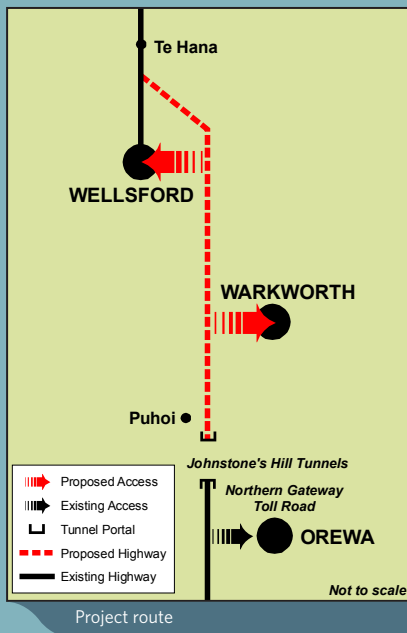 Te Hana
WELLSFORD
WARKWORTH
Puhoi
Johnstone's Hill Tunnels
Northern Gateway
Toll Road
OREWA
Proposed Access
Existing Access
Tunnel Portal
Proposed Highway
Existing Highway
Not to scale
Project route